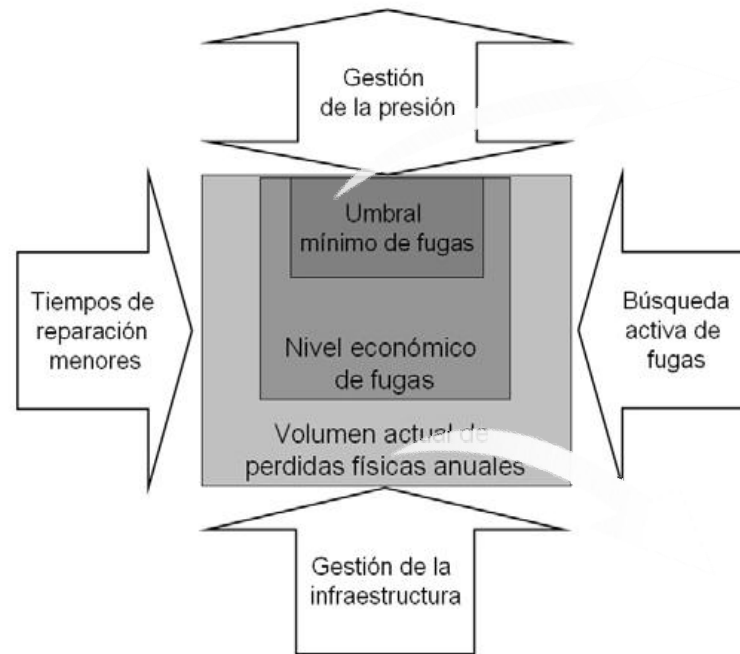 Gestión
de la presión
Umbral
mínimo de fugas
Tiempos de
reparación
menores
Búsqueda
activa de
fugas
Nivel económico
de fugas
Volumen actual de
perdidas físicas anuales
Gestión de la
infraestructura